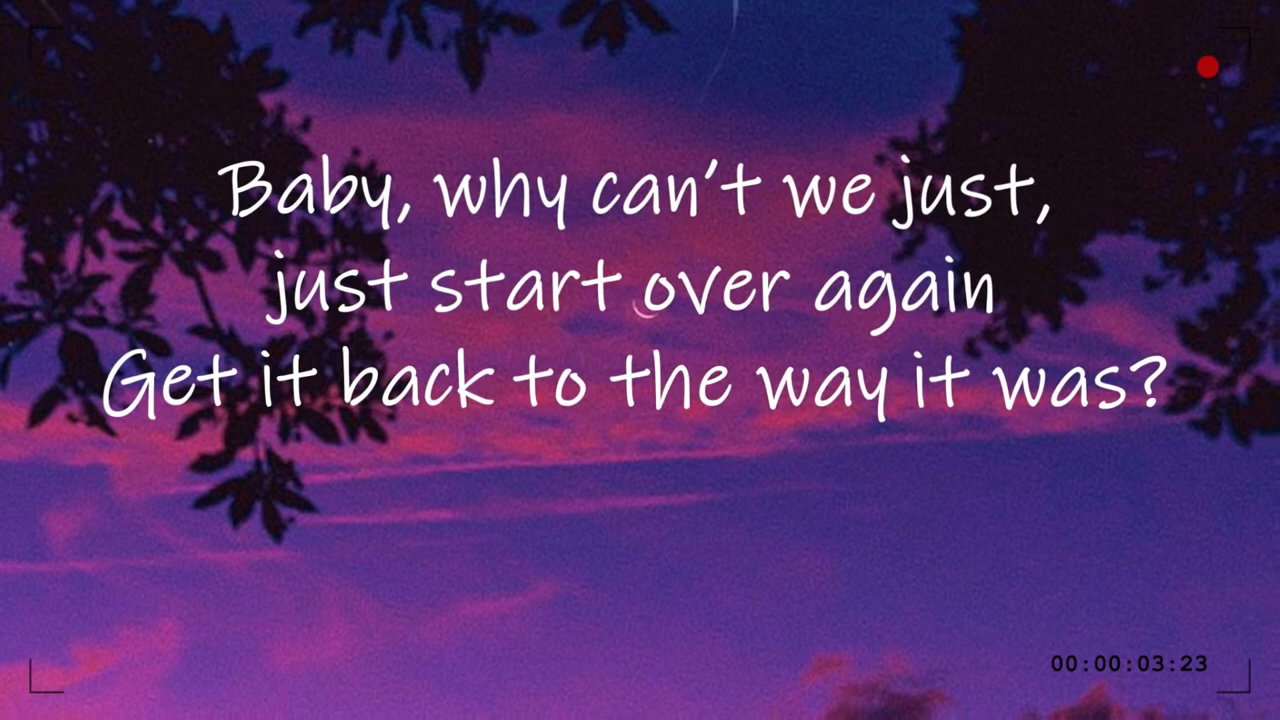 Baby, why can't we just,
just start over again
Get it back to the way it was?
00:00:03:23